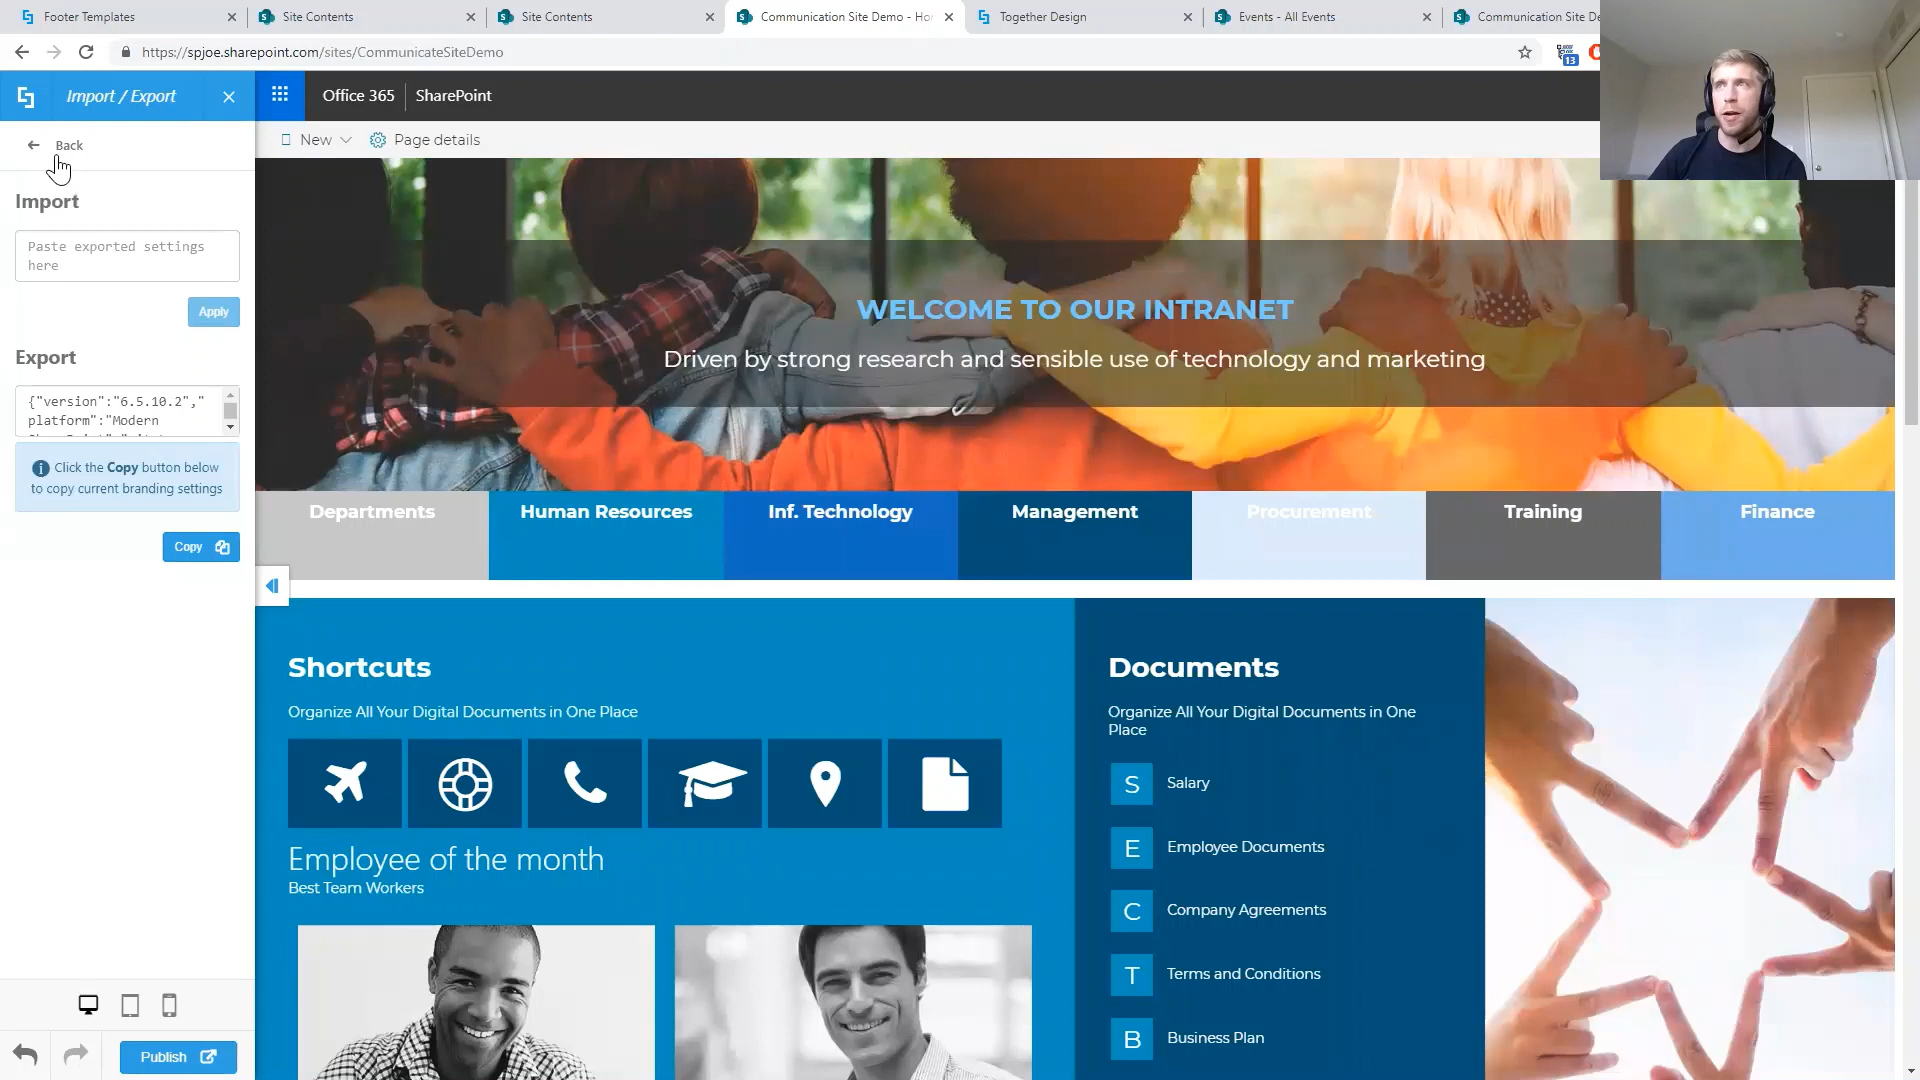 Footer Templates
Site Contents
Site Contents
Communication Site Demo - Ho
Together Design
Events - All Events
Communication Site De
https://spjoe.sharepoint.com/sites/CommunicateSiteDemo
13
Import / Export
Office 365
SharePoint
Back
New
Page details
Import
Paste exported settings
here
Apply
Export
{"version":"6.5.10.2","
platform":"Modern
Click the Copy button below
to copy current branding settings
Copy
Publish
WELCOME TO OUR INTRANET
Driven by strong research and sensible use of technology and marketing
Departments
Human Resources
Inf. Technology
Management
Procurement
Training
Finance
Shortcuts
Organize All Your Digital Documents in One Place
Employee of the month
Best Team Workers
Documents
Organize All Your Digital Documents in One
Place
S Salary
E Employee Documents
C Company Agreements
T Terms and Conditions
B Business Plan